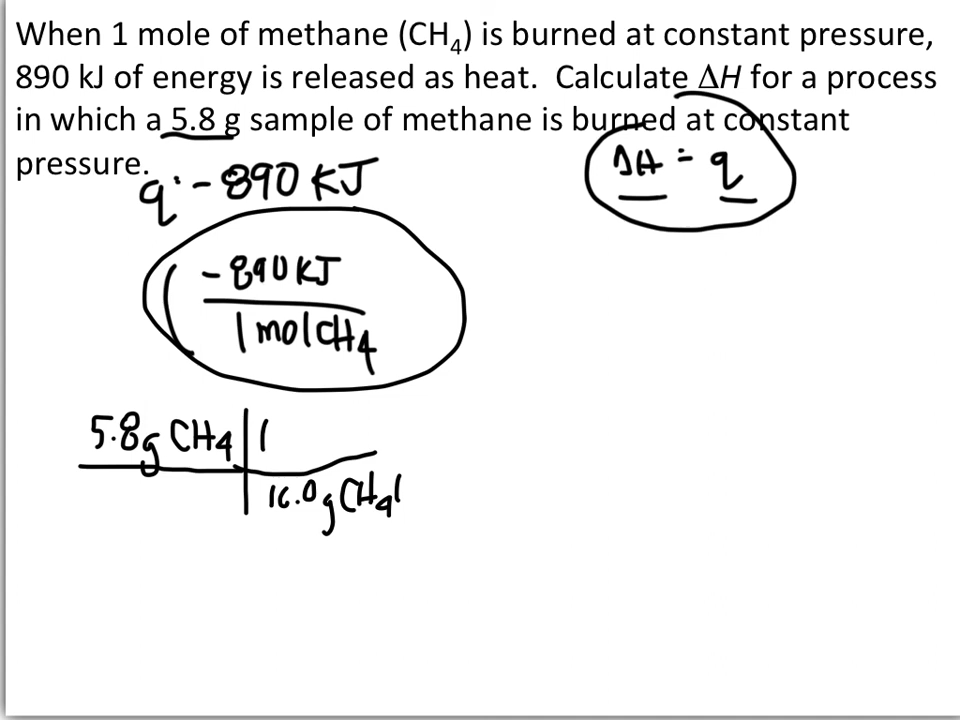 When 1 mole of methane (CH₄) is burned at constant pressure,
890 kJ of energy is released as heat. Calculate ΔH for a process
in which a 5.8 g sample of methane is burned at constant
pressure.
ΔH = q
q = -890 KJ
( -890 KJ
1 mol CH4
5.8g CH4 | 1
16.0g CH4